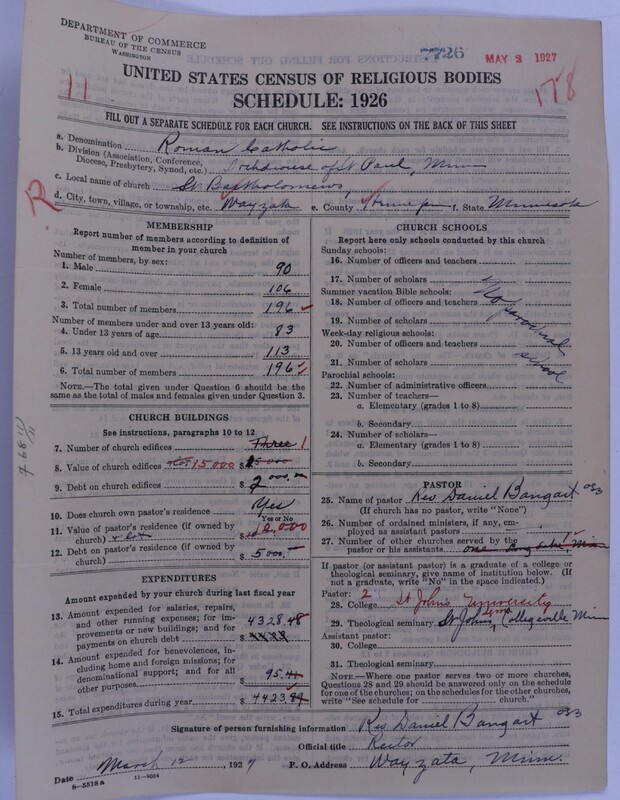 DEPARTMENT OF COMMERCE
BUREAU OF THE CENSUS
WASHINGTON
7726
MAY 3 1927
UNITED STATES CENSUS OF RELIGIOUS BODIES
SCHEDULE: 1926
11
178
FILL OUT A SEPARATE SCHEDULE FOR EACH CHURCH. SEE INSTRUCTIONS ON THE BACK OF THIS SHEET
a. Denomination Roman Catholic
b. Division (Association, Conference, Diocese, Presbytery, Synod, etc.) Archdiocese of St Paul, Minn
c. Local name of church St Bartholomews
R
d. City, town, village, or township, etc. Wayzata e. County Hennepin f. State Minnesota
MEMBERSHIP
Report number of members according to definition of
member in your church
Number of members, by sex:
1. Male 90
2. Female 106
3. Total number of members 196
Number of members under and over 13 years old:
4. Under 13 years of age 83
5. 13 years old and over 113
6. Total number of members 196
NOTE.—The total given under Question 6 should be
same as the total of males and females given under Question 3.
CHURCH BUILDINGS
See instructions, paragraphs 10 to 12
7. Number of church edifices Three 1
8. Value of church edifices 15000 $
9. Debt on church edifices $ 2000.00
10. Does church own pastor's residence? Yes
Yes or No
11. Value of pastor's residence (if owned by
church) & lot $
12. Debt on pastor's residence (if owned by
church) $ 5000.—
EXPENDITURES
Amount expended by your church during last fiscal year
13. Amount expended for salaries, repairs,
and other running expenses; for im-
provements or new buildings; and for
payments on church debt $ 4328.48
14. Amount expended for benevolences, in-
cluding home and foreign missions; for
denominational support; and for all
other purposes $ 95.41
15. Total expenditures during year $ 4423.89
CHURCH SCHOOLS
Report here only schools conducted by this church
Sunday schools:
16. Number of officers and teachers
17. Number of scholars
Summer vacation Bible schools:
18. Number of officers and teachers
19. Number of scholars
Week-day religious schools:
20. Number of officers and teachers
21. Number of scholars
No parochial school
Parochial schools:
22. Number of administrative officers
23. Number of teachers—
a. Elementary (grades 1 to 8)
b. Secondary
24. Number of scholars—
a. Elementary (grades 1 to 8)
b. Secondary
PASTOR
25. Name of pastor Rev Daniel Bangart OSB
(If church has no pastor, write "None")
26. Number of ordained ministers, if any, em-
ployed as assistant pastors
27. Number of other churches served by the
pastor or his assistants one
If pastor (or assistant pastor) is a graduate of a college or
theological seminary, give name of institution below. (If
not a graduate, write "No" in the space indicated.)
Pastor: 2
28. College St Johns University
29. Theological seminary St Johns, Collegeville Minn
Assistant pastor:
30. College
31. Theological seminary
NOTE.—Where one pastor serves two or more churches,
Questions 28 and 29 should be answered only on the schedule
for one of the churches; on the schedules for the other churches,
write "See schedule for church."
Signature of person furnishing information Rev Daniel Bangart OSB
Official title Rector
Date March 12, 1927 P. O. Address Wayzata, Minn.
8—5518a 11—9064